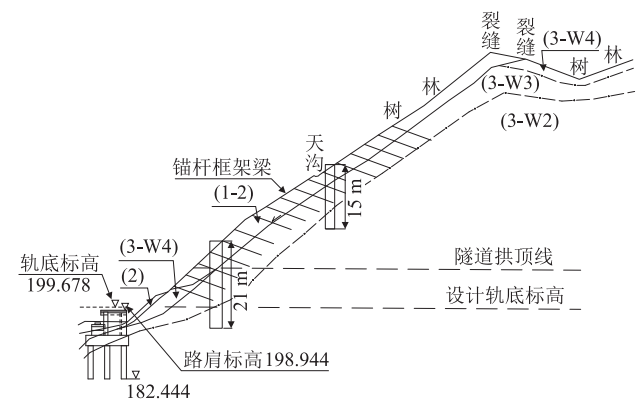 裂缝
裂缝
(3-W4)
树
林
(3-W3)
(3-W2)
树
林
天沟
锚杆框架梁
(1-2)
15 m
(3-W4)
轨底标高
199.678
(2)
21 m
隧道拱顶线
设计轨底标高
路肩标高198.944
182.444